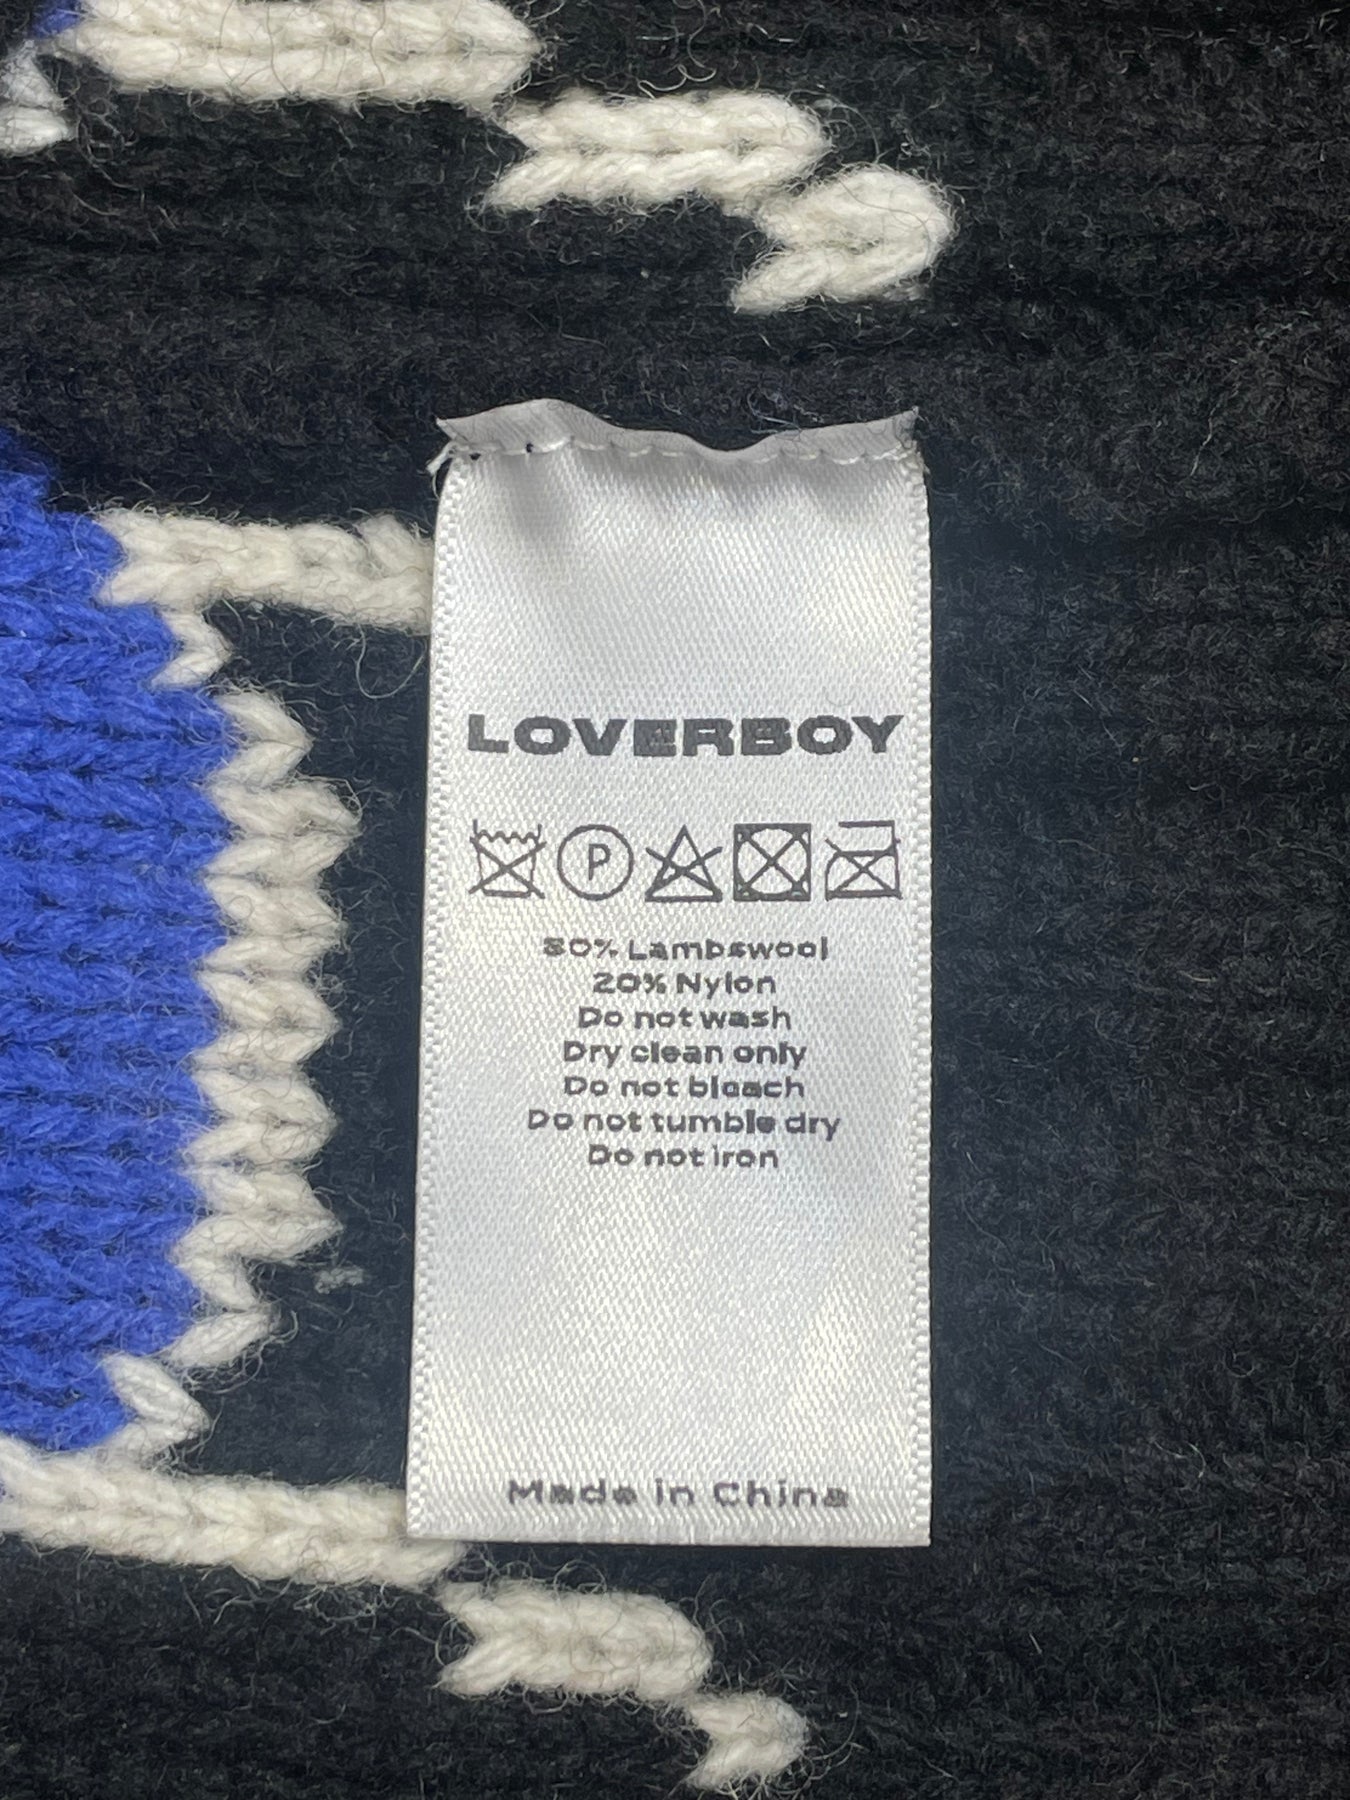 LOVERBOY
P
80% Lambswool
20% Nylon
Do not wash
Dry clean only
Do not bleach
Do not tumble dry
Do not iron
Made in China